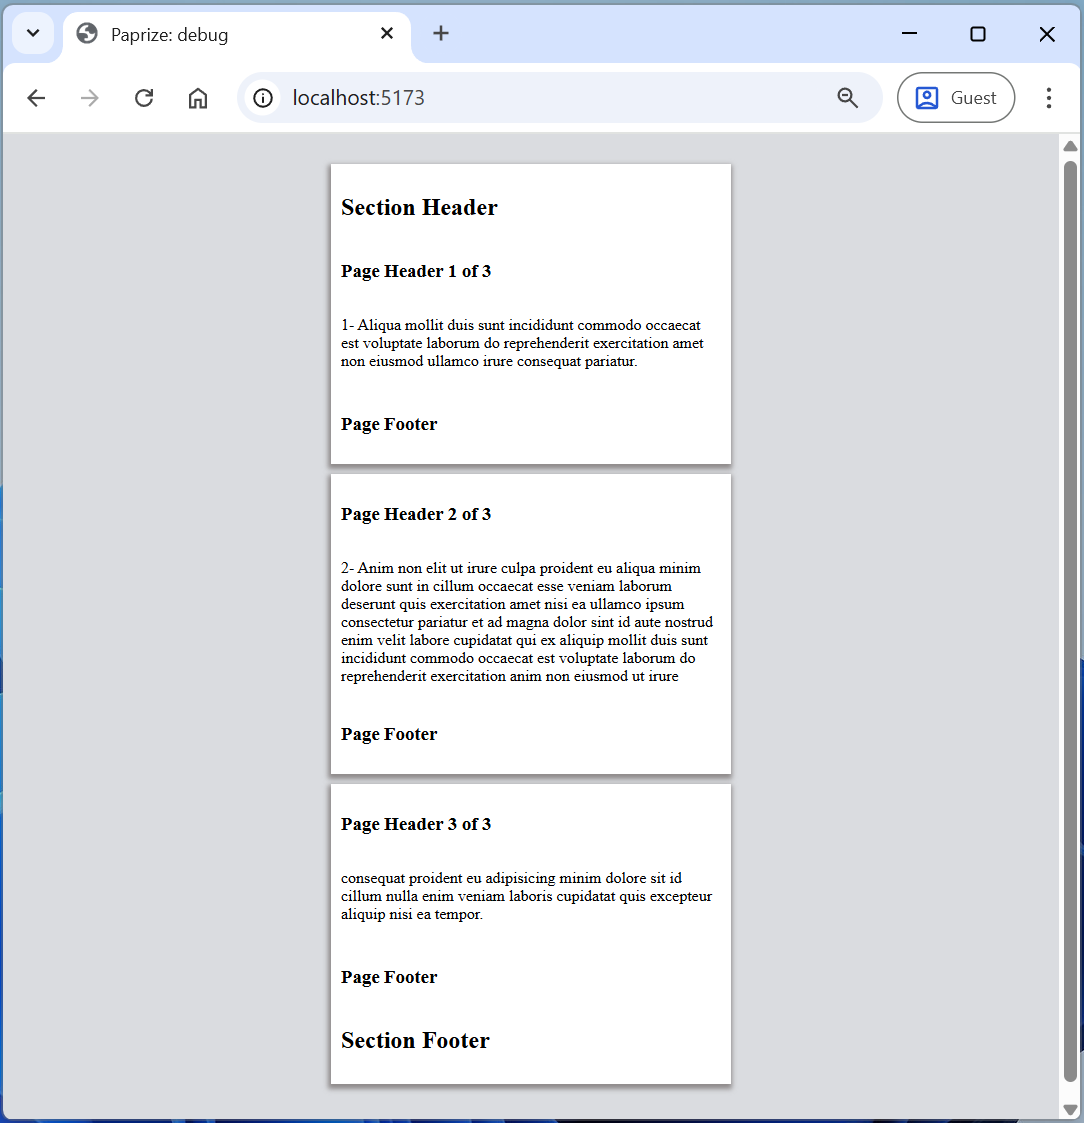 Paprize: debug
localhost:5173
Guest
Section Header
Page Header 1 of 3
1- Aliqua mollit duis sunt incididunt commodo occaecat
est voluptate laborum do reprehenderit exercitation amet
non eiusmod ullamco irure consequat pariatur.
Page Footer
Page Header 2 of 3
2- Anim non elit ut irure culpa proident eu aliqua minim
dolore sunt in cillum occaecat esse veniam laborum
deserunt quis exercitation amet nisi ea ullamco ipsum
consectetur pariatur et ad magna dolor sint id aute nostrud
enim velit labore cupidatat qui ex aliquip mollit duis sunt
incididunt commodo occaecat est voluptate laborum do
reprehenderit exercitation anim non eiusmod ut irure
Page Footer
Page Header 3 of 3
consequat proident eu adipisicing minim dolore sit id
cillum nulla enim veniam laboris cupidatat quis excepteur
aliquip nisi ea tempor.
Page Footer
Section Footer